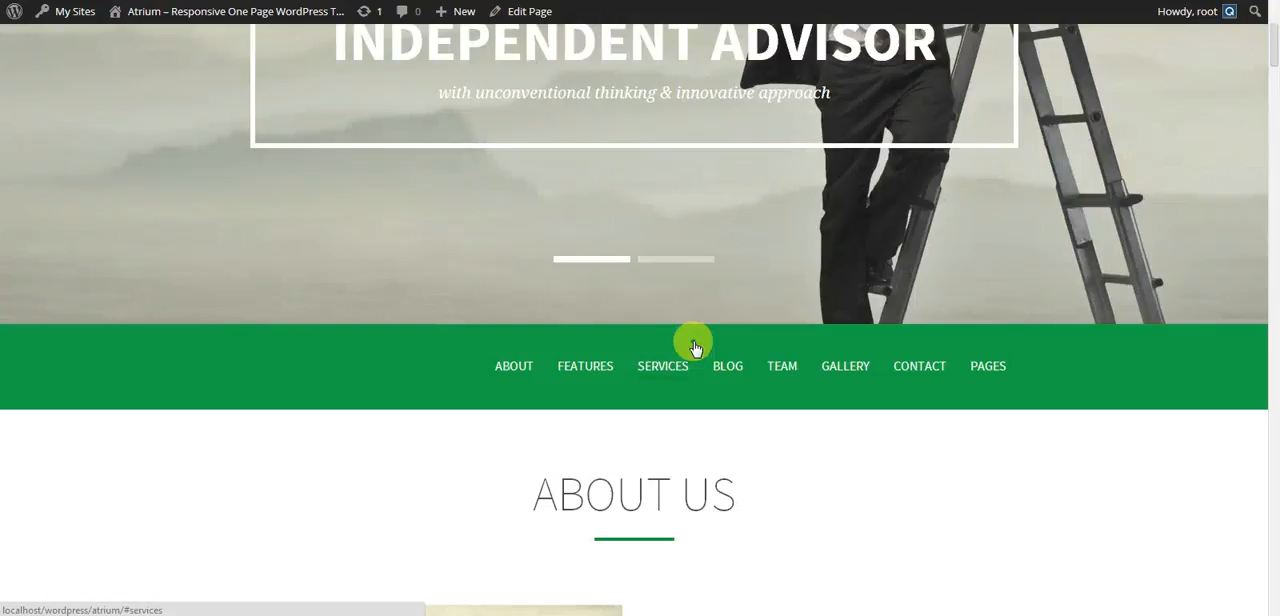 My Sites Atrium – Responsive One Page WordPress T... 1 0 New Edit Page Howdy, root
INDEPENDENT ADVISOR
with unconventional thinking & innovative approach
ABOUT FEATURES SERVICES BLOG TEAM GALLERY CONTACT PAGES
ABOUT US
localhost/wordpress/atrium/#services